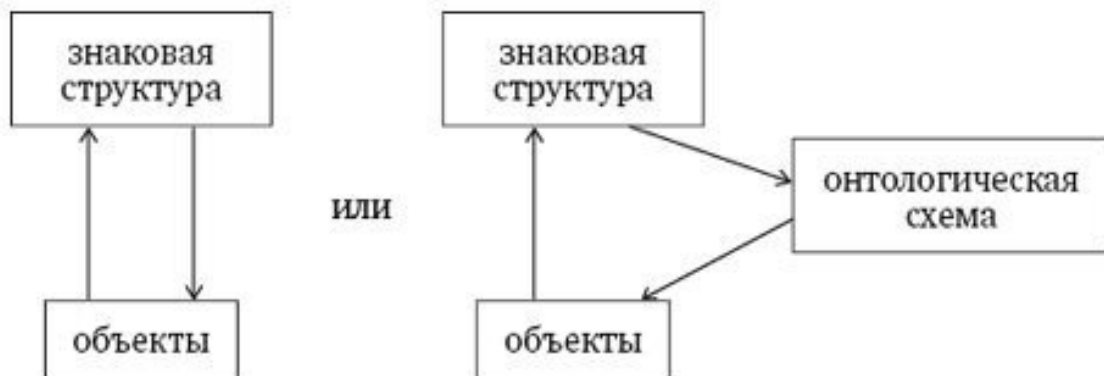 знаковая
структура
объекты
или
знаковая
структура
онтологическая
схема
объекты